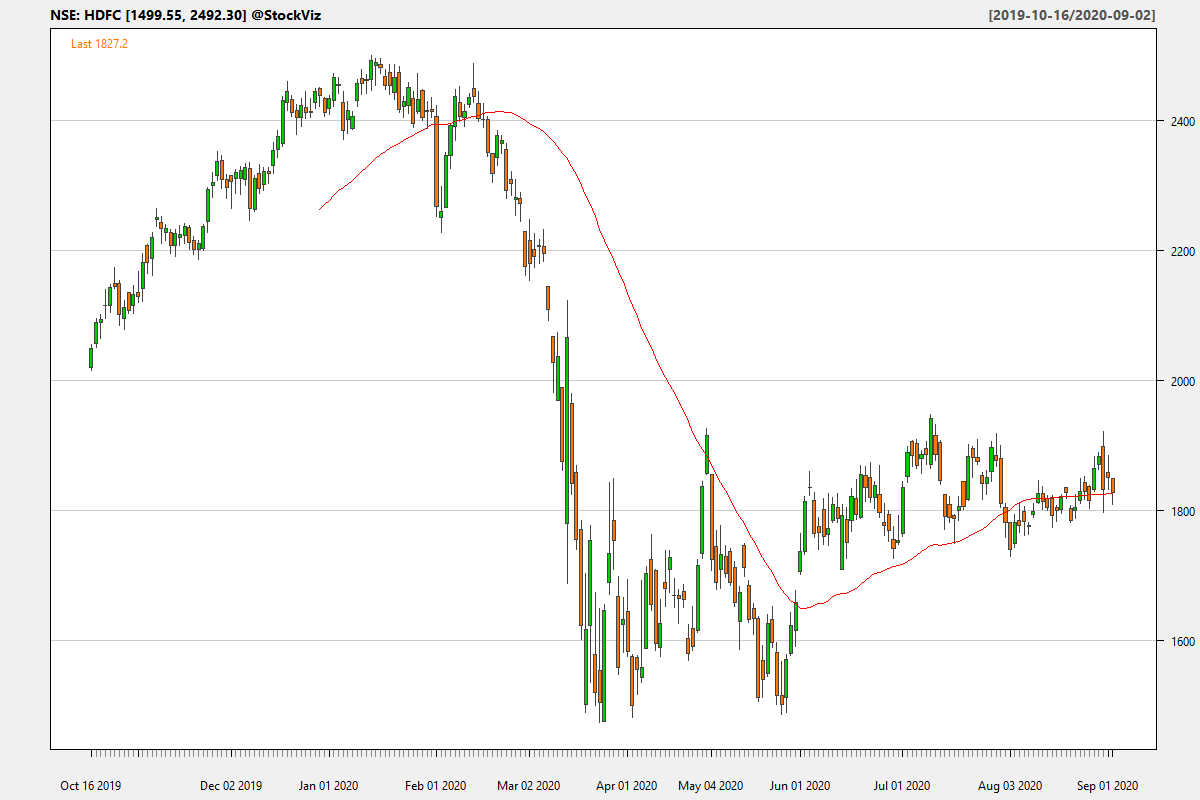 NSE: HDFC [1499.55, 2492.30] @StockViz
[2019-10-16/2020-09-02]
Last 1827.2
2400
2200
2000
1800
1600
Oct 16 2019 Dec 02 2019 Jan 01 2020 Feb 01 2020 Mar 02 2020 Apr 01 2020 May 04 2020 Jun 01 2020 Jul 01 2020 Aug 03 2020 Sep 01 2020